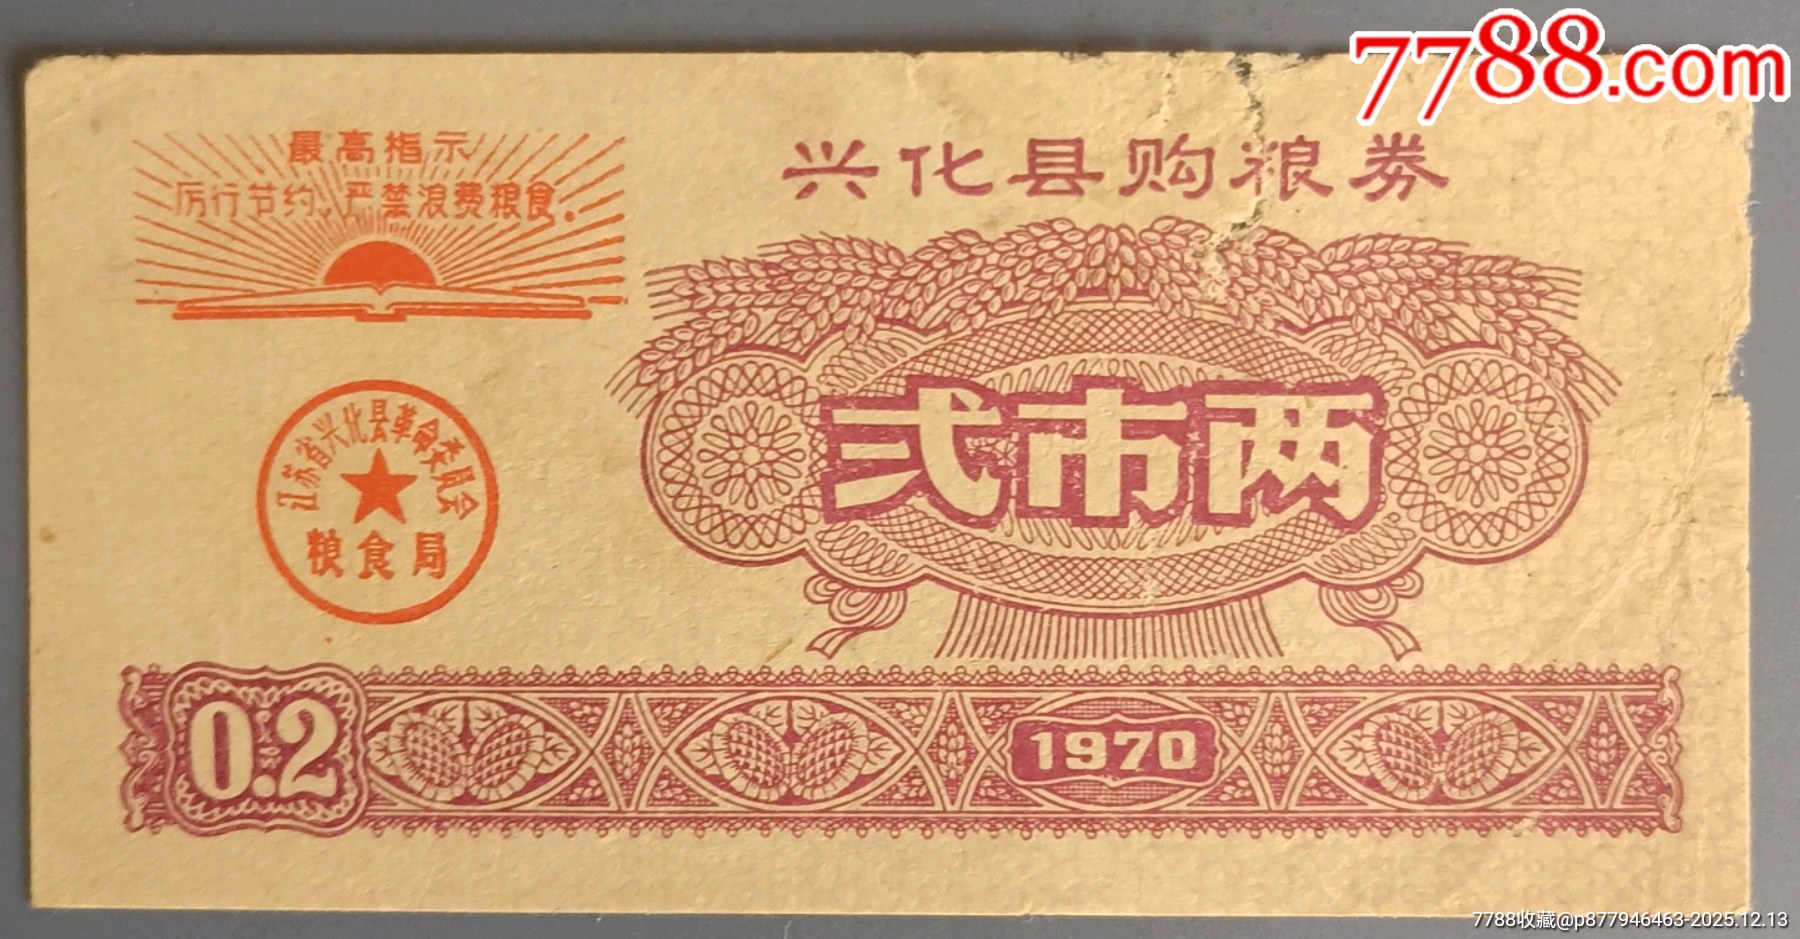 7788.com
最高指示
厉行节约、严禁浪费粮食。
兴化县购粮券
江苏省兴化县革命委员会
粮食局
弍市两
0.2
1970
7788收藏@p877946463-2025.12.13